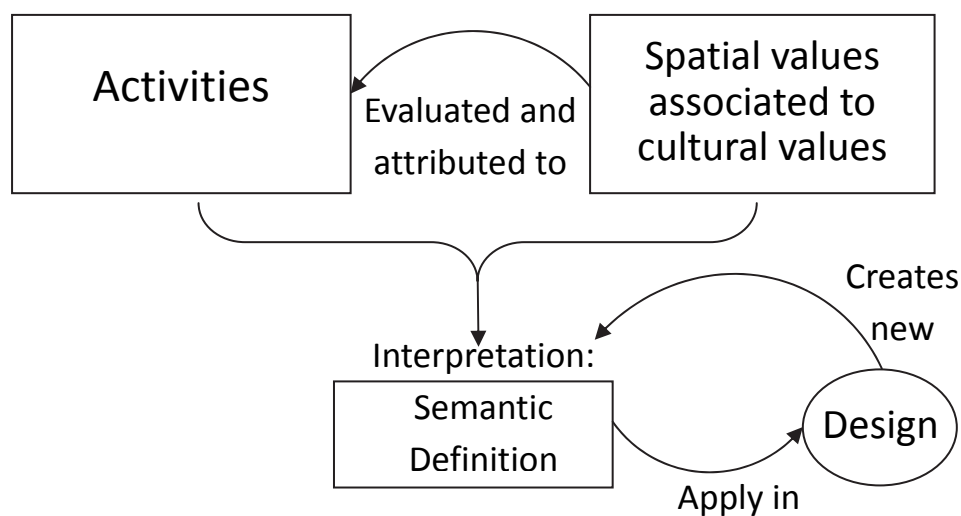 Activities
Evaluated and
attributed to
Spatial values
associated to
cultural values
Creates
new
Interpretation:
Semantic
Definition
Design
Apply in